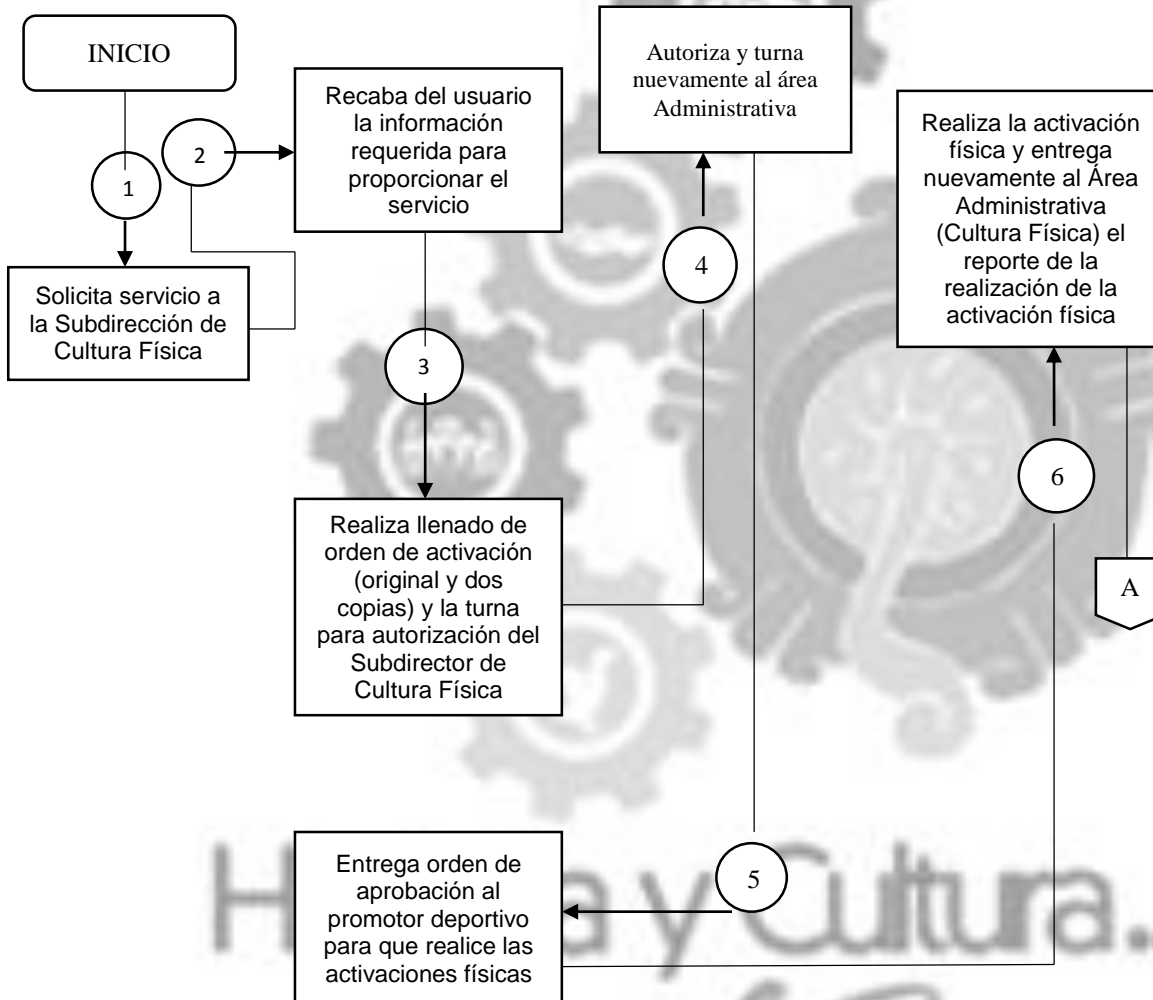 INICIO
1
Solicita servicio a
la Subdirección de
Cultura Física
2
Recaba del usuario
la información
requerida para
proporcionar el
servicio
3
Realiza llenado de
orden de activación
(original y dos
copias) y la turna
para autorización del
Subdirector de
Cultura Física
4
Autoriza y turna
nuevamente al área
Administrativa
5
Entrega orden de
aprobación al
promotor deportivo
para que realice las
activaciones físicas
6
Realiza la activación
física y entrega
nuevamente al Área
Administrativa
(Cultura Física) el
reporte de la
realización de la
activación física
A
y Cultura.